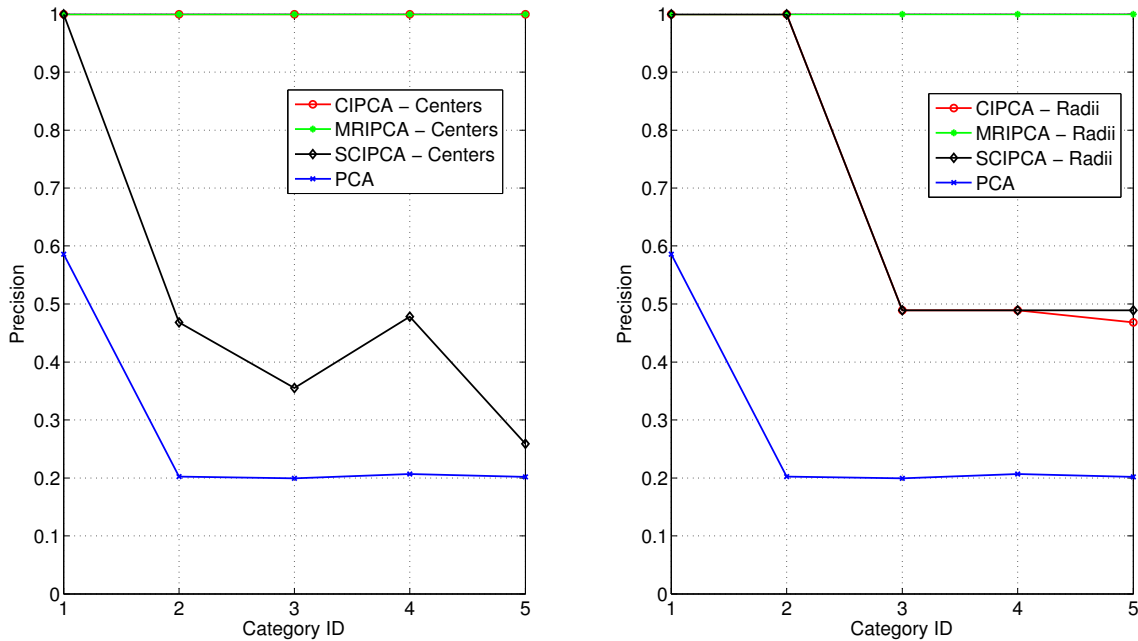 1
0.9
0.8
0.7
0.6
0.5
0.4
0.3
0.2
0.1
0
Precision
CIPCA – Centers
MRIPCA – Centers
SCIPCA – Centers
PCA
1 2 3 4 5
Category ID
1
0.9
0.8
0.7
0.6
0.5
0.4
0.3
0.2
0.1
0
Precision
CIPCA – Radii
MRIPCA – Radii
SCIPCA – Radii
PCA
1 2 3 4 5
Category ID